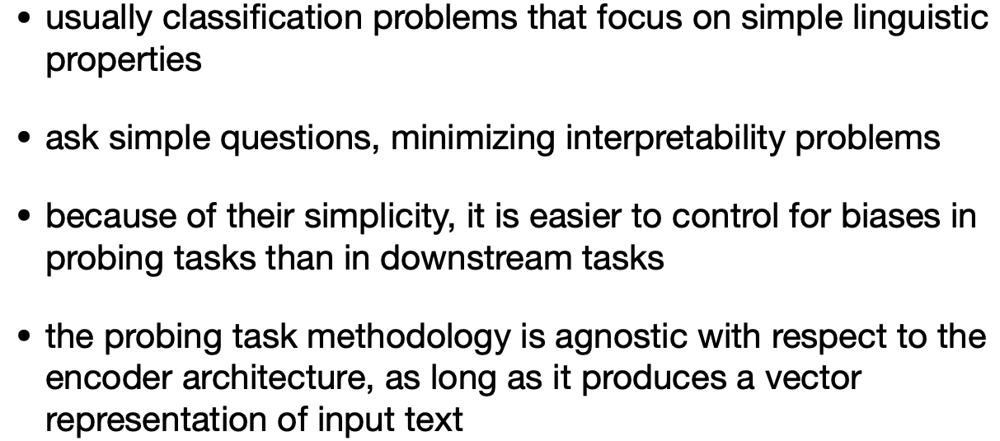 • usually classification problems that focus on simple linguistic
properties
• ask simple questions, minimizing interpretability problems
• because of their simplicity, it is easier to control for biases in
probing tasks than in downstream tasks
• the probing task methodology is agnostic with respect to the
encoder architecture, as long as it produces a vector
representation of input text